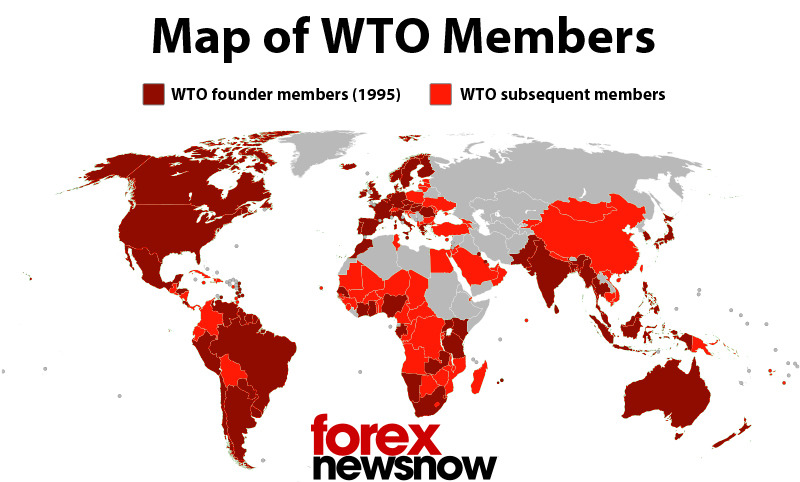 Map of WTO Members
WTO founder members (1995) WTO subsequent members
forex
newsnow